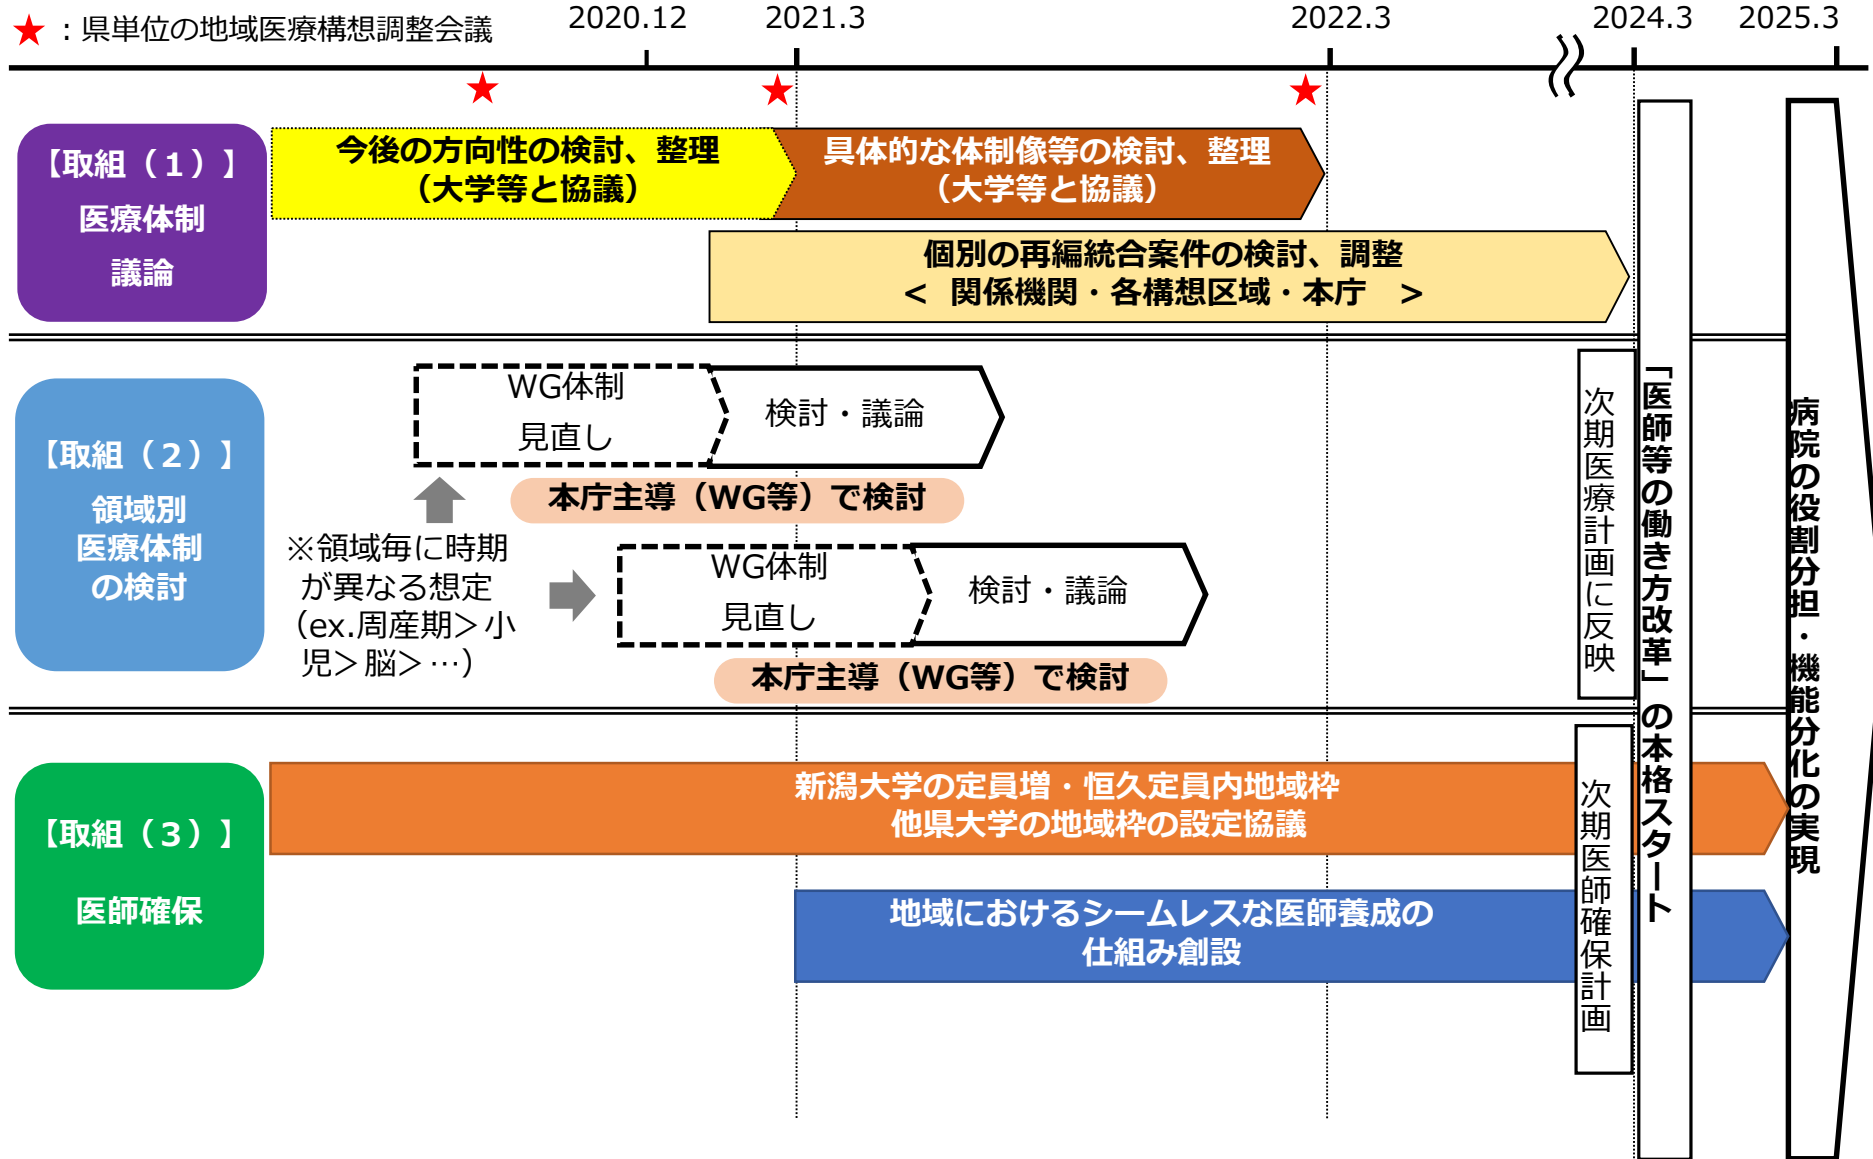 ★：県単位の地域医療構想調整会議
2020.12
2021.3
2022.3
2024.3
2025.3
【取組（１）】
医療体制
議論
今後の方向性の検討、整理
（大学等と協議）
具体的な体制像等の検討、整理
（大学等と協議）
個別の再編統合案件の検討、調整
＜ 関係機関・各構想区域・本庁 ＞
【取組（２）】
領域別
医療体制
の検討
WG体制
見直し
検討・議論
本庁主導（WG等）で検討
※領域毎に時期
が異なる想定
（ex.周産期＞小
児＞脳＞…）
WG体制
見直し
検討・議論
本庁主導（WG等）で検討
次期医療計画に反映
「医師等の働き方改革」の本格スタート
病院の役割分担・機能分化の実現
【取組（３）】
医師確保
新潟大学の定員増・恒久定員内地域枠
他県大学の地域枠の設定協議
地域におけるシームレスな医師養成の
仕組み創設
次期医師確保計画